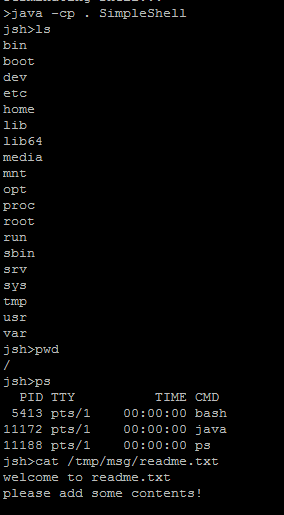 >java -cp . SimpleShell
jsh>ls
bin
boot
dev
etc
home
lib
lib64
media
mnt
opt
proc
root
run
sbin
srv
sys
tmp
usr
var
jsh>pwd
/
jsh>ps
  PID TTY          TIME CMD
 5413 pts/1    00:00:00 bash
11172 pts/1    00:00:00 java
11188 pts/1    00:00:00 ps
jsh>cat /tmp/msg/readme.txt
welcome to readme.txt
please add some contents!